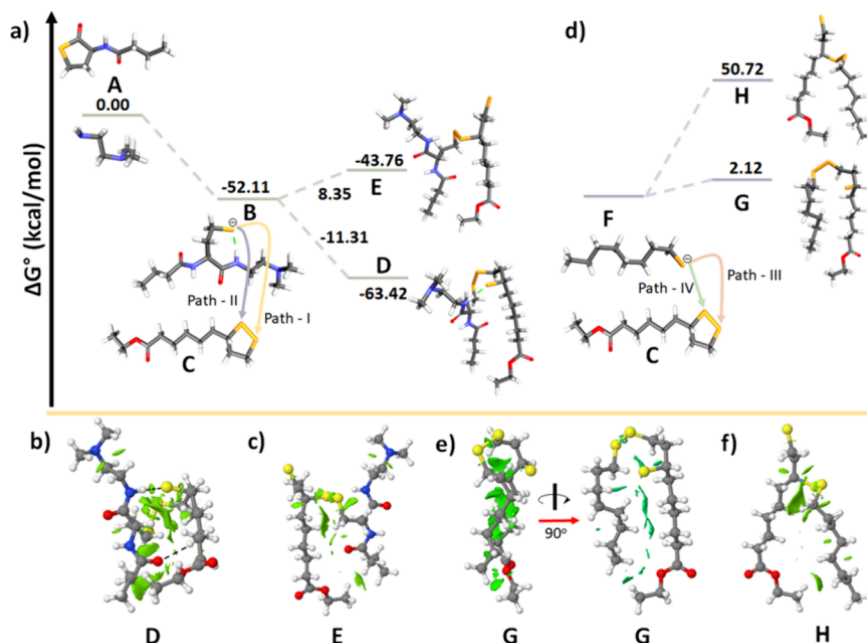 a)
d)
A
0.00
50.72
H
-43.76
E
8.35
-52.11
B
-11.31
D
-63.42
2.12
G
F
ΔG° (kcal/mol)
⊖
Path - II
Path - I
C
⊖
Path - IV
Path - III
C
b)
c)
e)
f)
90°
D
E
G
G
H